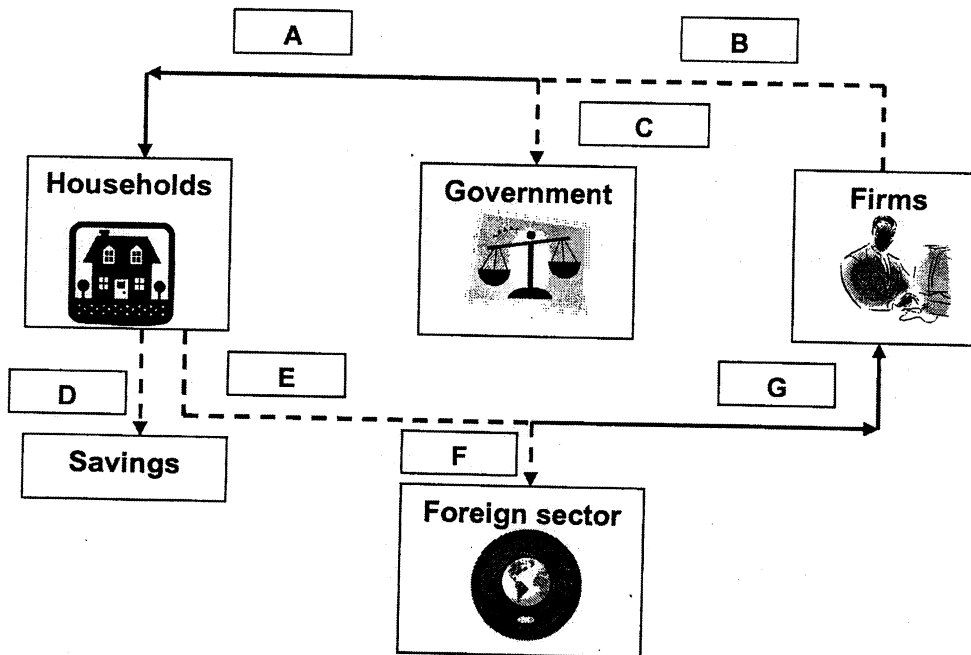 A
B
C
Households
Government
Firms
D
E
G
Savings
F
Foreign sector